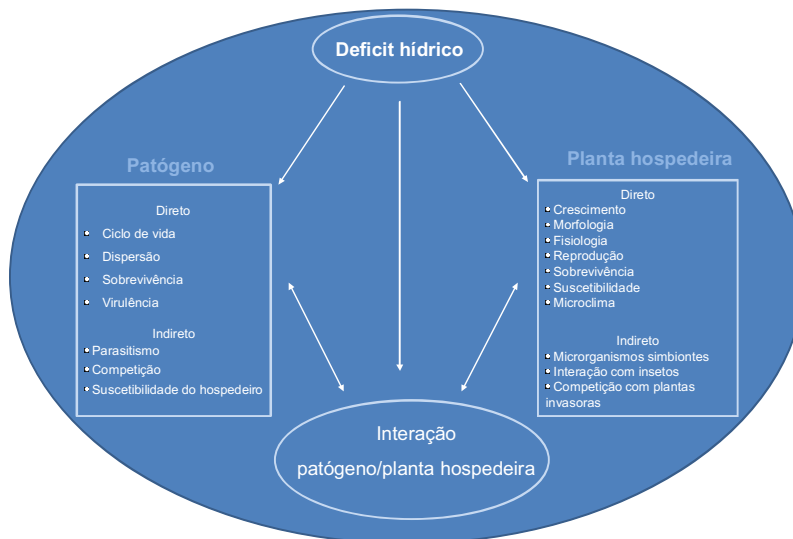 Deficit hídrico
Patógeno
Direto
Ciclo de vida
Dispersão
Sobrevivência
Virulência
Indireto
Parasitismo
Competição
Suscetibilidade do hospedeiro
Planta hospedeira
Direto
Crescimento
Morfologia
Fisiologia
Reprodução
Sobrevivência
Suscetibilidade
Microclima
Indireto
Microrganismos simbiontes
Interação com insetos
Competição com plantas
invasoras
Interação
patógeno/planta hospedeira